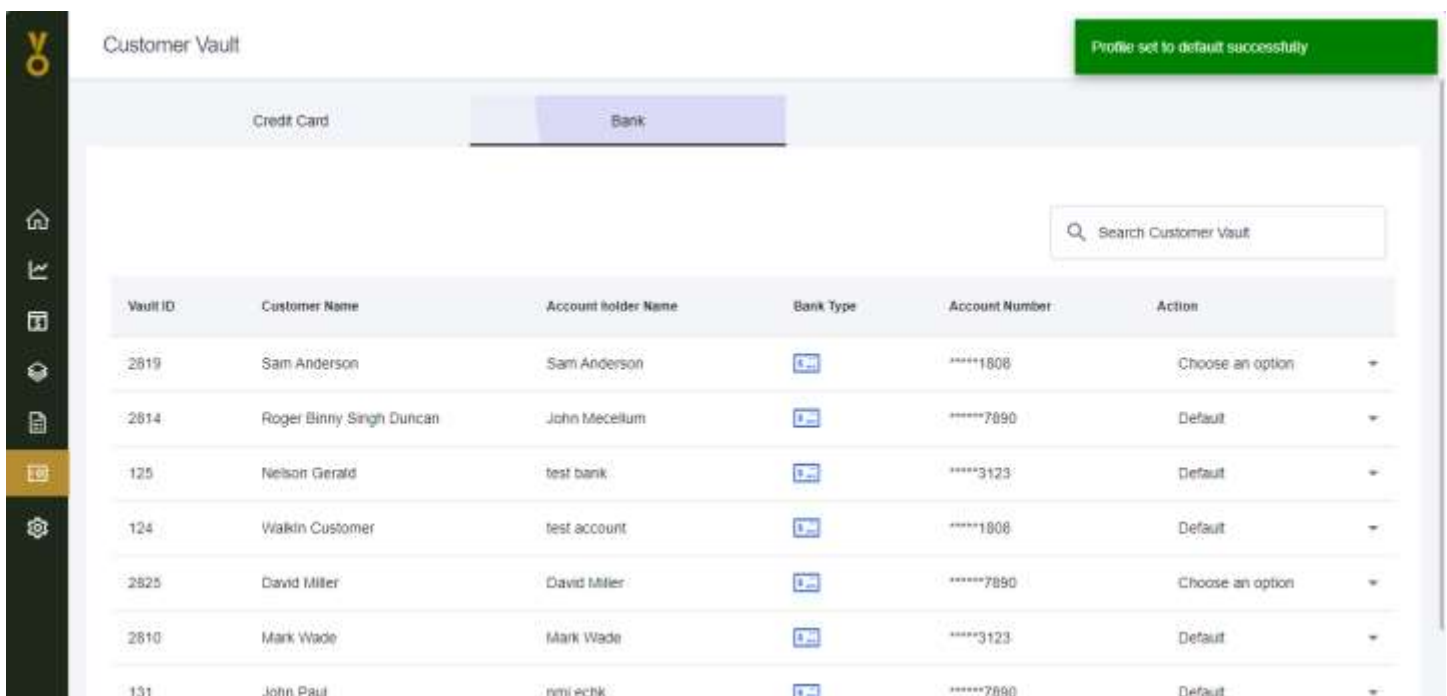 Customer Vault
Profile set to default successfully
Credit Card Bank
Search Customer Vault
Vault ID Customer Name Account holder Name Bank Type Account Number Action
2819 Sam Anderson Sam Anderson *****1808 Choose an option
2814 Roger Binny Singh Duncan John Mecellum ******7890 Default
125 Nelson Gerald test bank *****3123 Default
124 Walkin Customer test account *****1808 Default
2825 David Miller David Miller ******7890 Choose an option
2810 Mark Wade Mark Wade *****3123 Default
131 John Paul nmi echk ******7890 Default